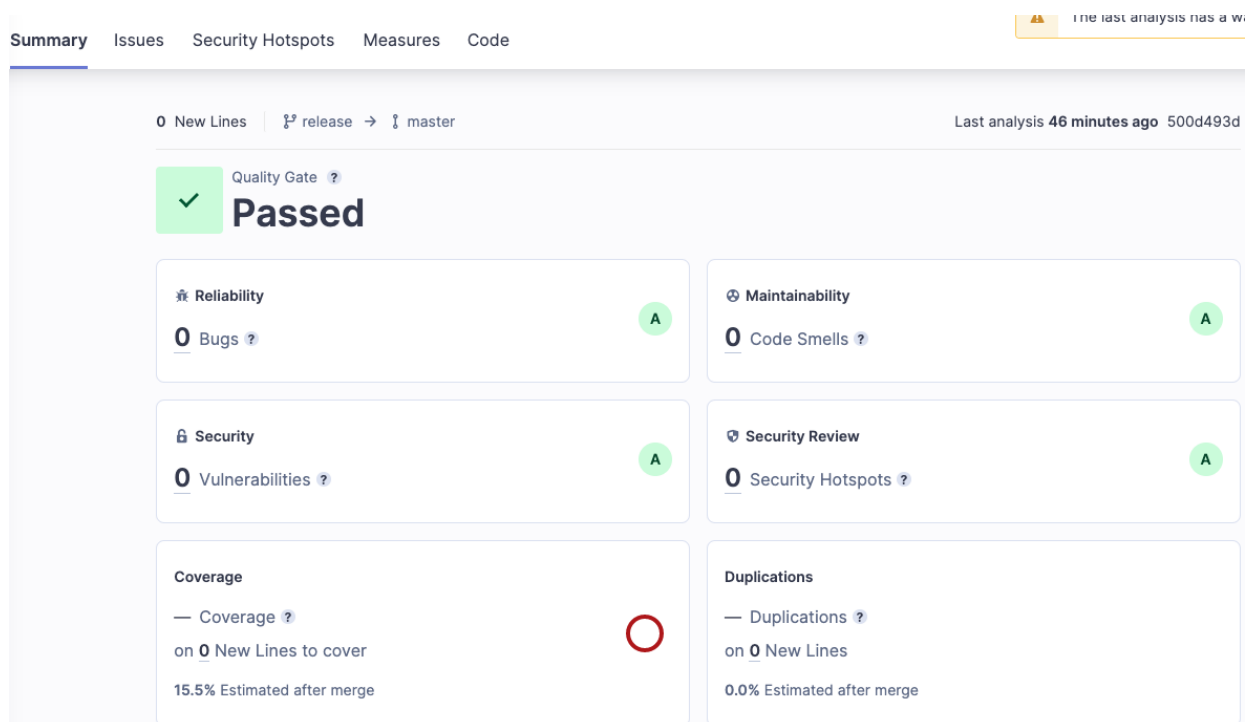 Summary Issues Security Hotspots Measures Code
The last analysis has a
0 New Lines release → master Last analysis 46 minutes ago 500d493d
Quality Gate ?
Passed
Reliability
0 Bugs ?
A
Maintainability
0 Code Smells ?
A
Security
0 Vulnerabilities ?
A
Security Review
0 Security Hotspots ?
A
Coverage
— Coverage ?
on 0 New Lines to cover
15.5% Estimated after merge
Duplications
— Duplications ?
on 0 New Lines
0.0% Estimated after merge